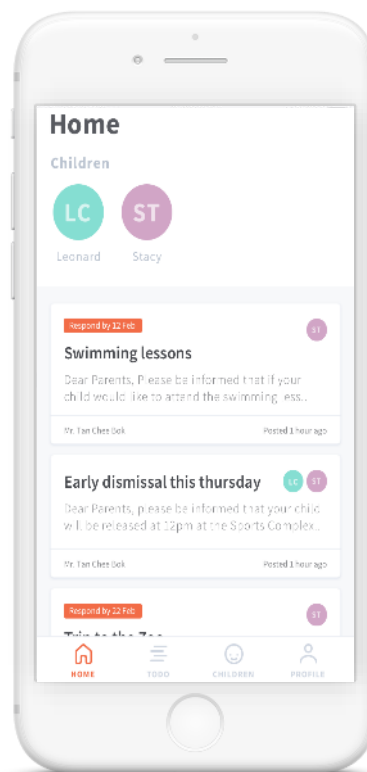 Home
Children
LC ST
Leonard Stacy
Respond by 12 Feb ST
Swimming lessons
Dear Parents, Please be informed that if your
child would like to attend the swimming less..
Mr. Tan Chee Bok Posted 1 hour ago
Early dismissal this thursday LC ST
Dear Parents, please be informed that your child
will be released at 12pm at the Sports Complex..
Mr. Tan Chee Bok Posted 1 hour ago
Respond by 22 Feb ST
Trip to the Zoo
HOME TODO CHILDREN PROFILE